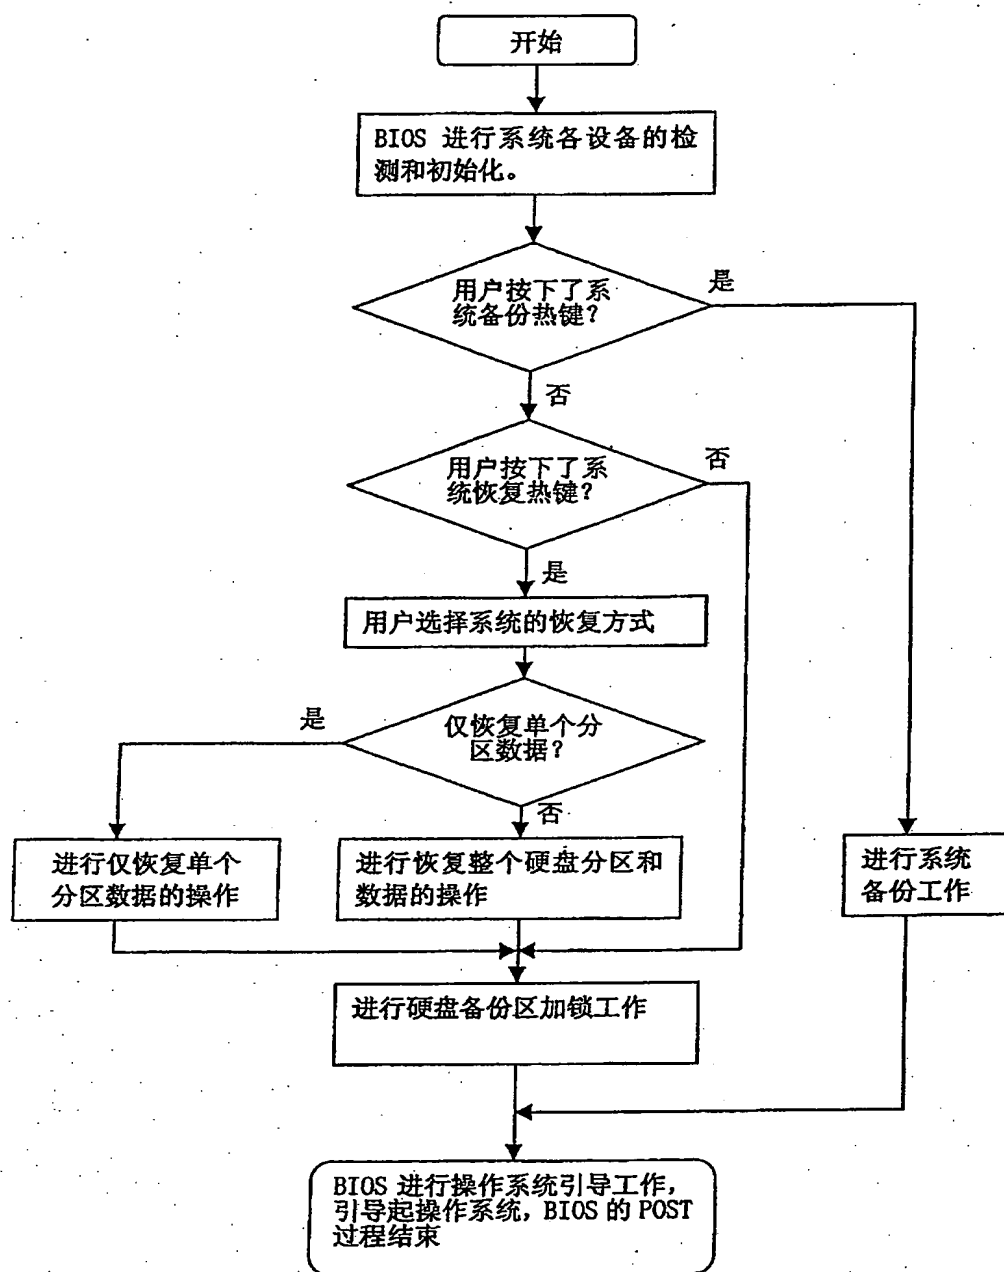 开始
BIOS 进行系统各设备的检
测和初始化。
用户按下了系
统备份热键?
是
否
用户按下了系
统恢复热键?
否
是
用户选择系统的恢复方式
仅恢复单个分
区数据?
是
否
进行仅恢复单个
分区数据的操作
进行恢复整个硬盘分区和
数据的操作
进行系统
备份工作
进行硬盘备份区加锁工作
BIOS 进行操作系统引导工作,
引导起操作系统, BIOS 的 POST
过程结束